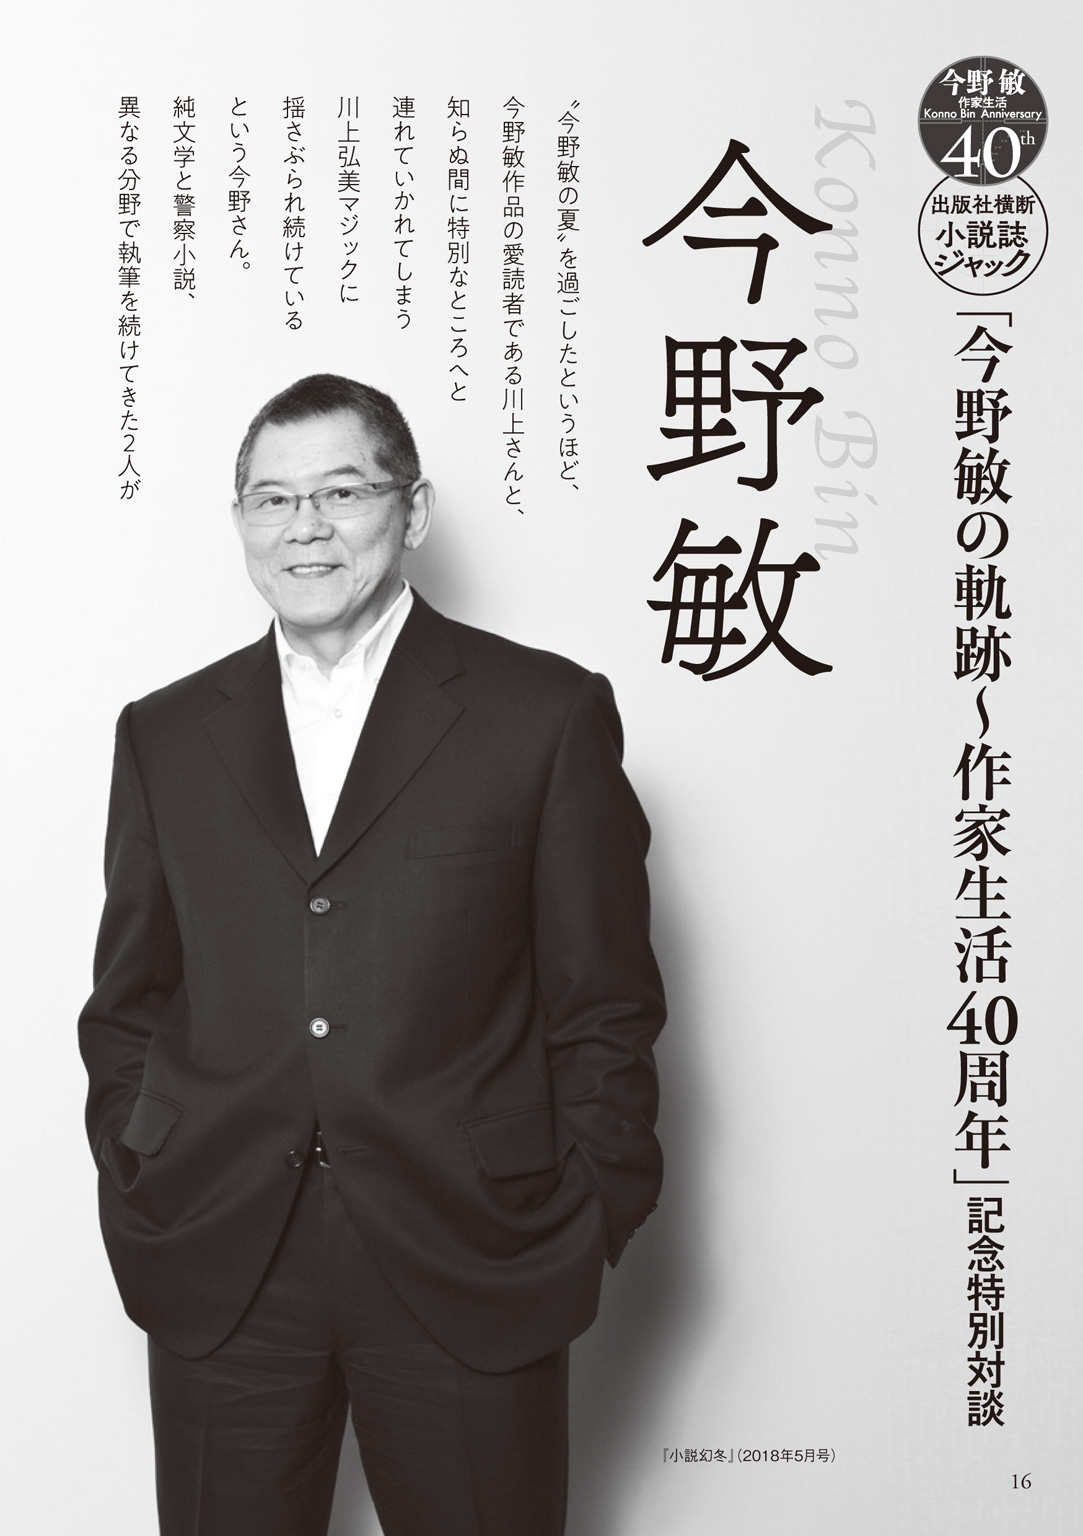 今野 敏
作家生活
Konno Bin Anniversary
40th
出版社横断
小説誌
ジャック
「今野敏の軌跡〜作家生活40周年」記念特別対談
今野 敏
Konno Bin
〝今野敏の夏〟を過ごしたというほど、
今野敏作品の愛読者である川上さんと、
知らぬ間に特別なところへと
連れていかれてしまう
川上弘美マジックに
揺さぶられ続けている
という今野さん。
純文学と警察小説、
異なる分野で執筆を続けてきた2人が
『小説幻冬』（2018年5月号）
16